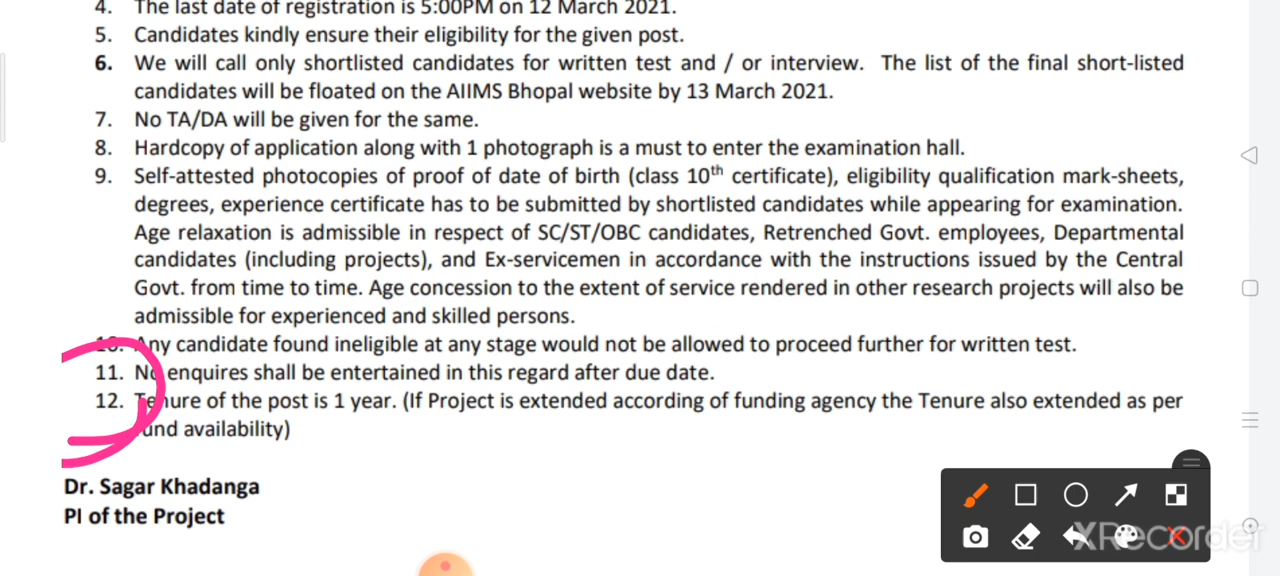 4. The last date of registration is 5:00PM on 12 March 2021.
5. Candidates kindly ensure their eligibility for the given post.
6. We will call only shortlisted candidates for written test and / or interview. The list of the final short-listed
candidates will be floated on the AIIMS Bhopal website by 13 March 2021.
7. No TA/DA will be given for the same.
8. Hardcopy of application along with 1 photograph is a must to enter the examination hall.
9. Self-attested photocopies of proof of date of birth (class 10th certificate), eligibility qualification mark-sheets,
degrees, experience certificate has to be submitted by shortlisted candidates while appearing for examination.
Age relaxation is admissible in respect of SC/ST/OBC candidates, Retrenched Govt. employees, Departmental
candidates (including projects), and Ex-servicemen in accordance with the instructions issued by the Central
Govt. from time to time. Age concession to the extent of service rendered in other research projects will also be
admissible for experienced and skilled persons.
10. Any candidate found ineligible at any stage would not be allowed to proceed further for written test.
11. No enquires shall be entertained in this regard after due date.
12. Tenure of the post is 1 year. (If Project is extended according of funding agency the Tenure also extended as per
fund availability)
Dr. Sagar Khadanga
PI of the Project
XRecorder